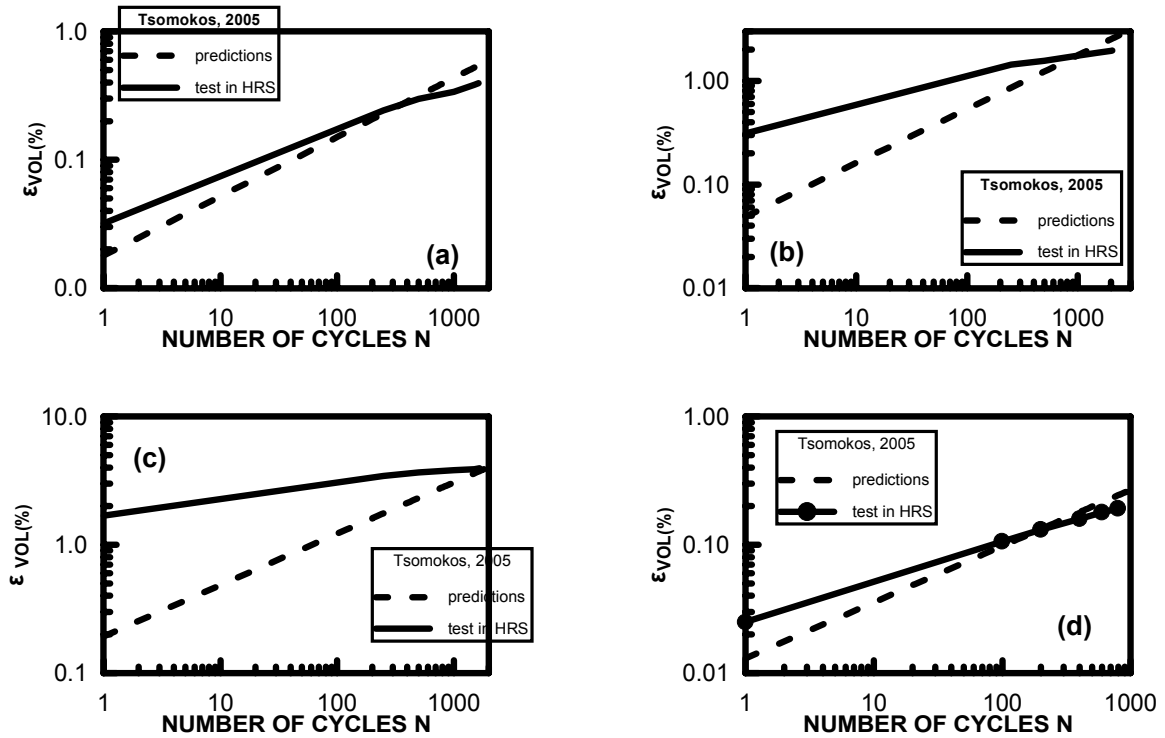 Tsomokos, 2005
predictions
test in HRS
1.0
0.1
0.0
εVOL(%)
(a)
1 10 100 1000
NUMBER OF CYCLES N
1.00
0.10
0.01
εVOL(%)
Tsomokos, 2005
predictions
test in HRS
(b)
1 10 100 1000
NUMBER OF CYCLES N
10.0
1.0
0.1
ε VOL(%)
(c)
Tsomokos, 2005
predictions
test in HRS
1 10 100 1000
NUMBER OF CYCLES N
1.00
0.10
0.01
εVOL(%)
Tsomokos, 2005
predictions
test in HRS
(d)
1 10 100 1000
NUMBER OF CYCLES N